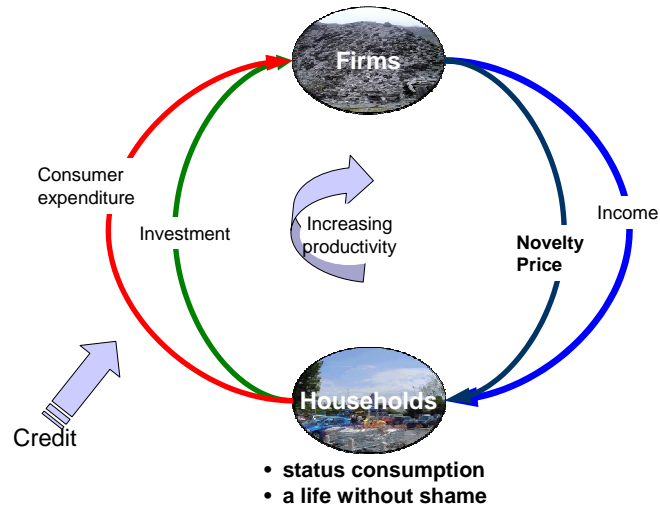 Firms
Consumer
expenditure
Investment
Increasing
productivity
Novelty
Price
Income
Households
Credit
• status consumption
• a life without shame